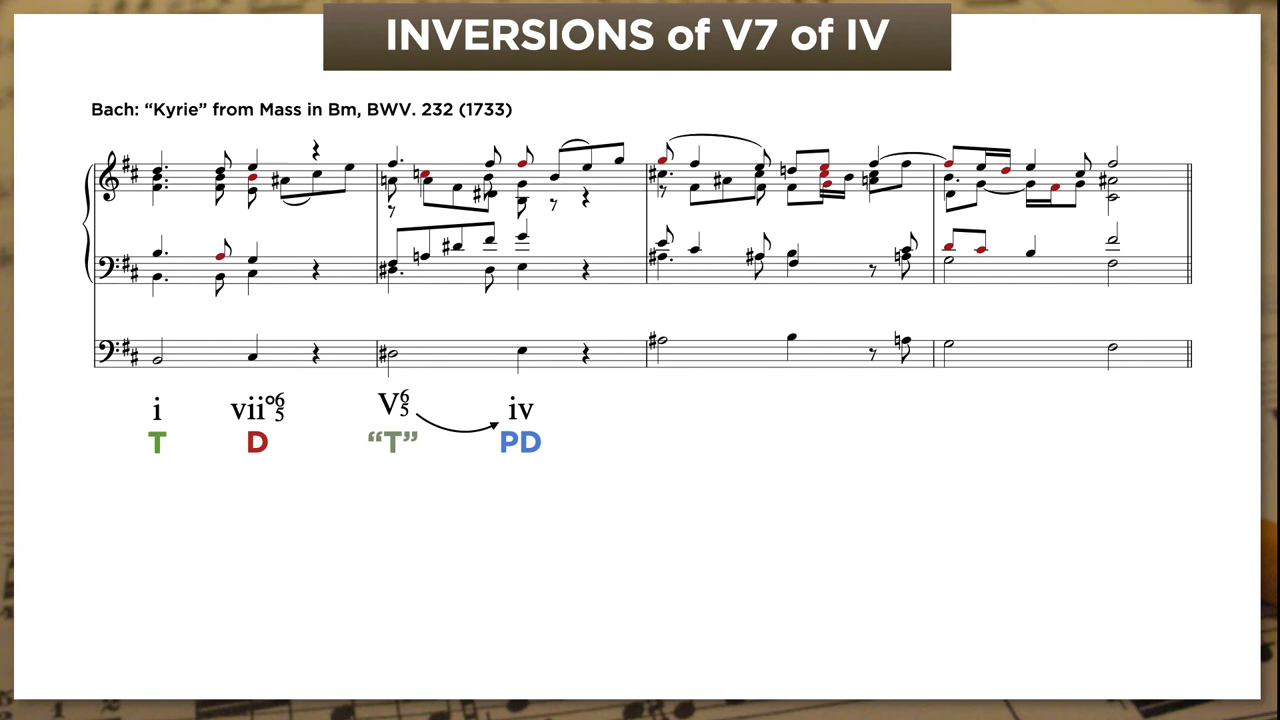 INVERSIONS of V7 of IV
Bach: “Kyrie” from Mass in Bm, BWV. 232 (1733)
i vii°6/5 V6/5 iv
T D “T” PD